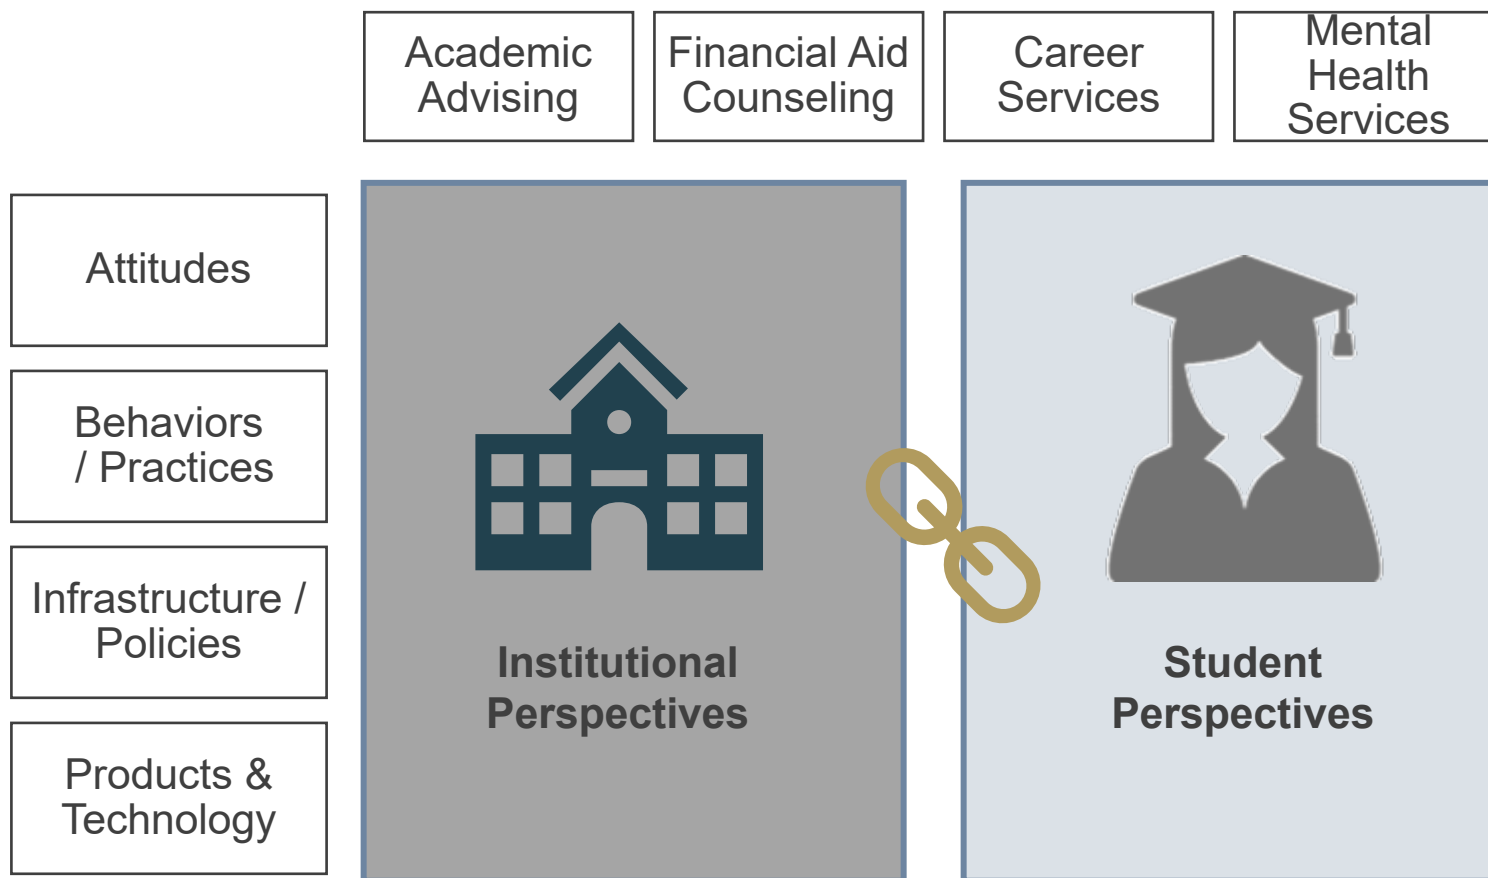 Academic
Advising
Financial Aid
Counseling
Career
Services
Mental
Health
Services
Attitudes
Behaviors
/ Practices
Infrastructure /
Policies
Products &
Technology
Institutional
Perspectives
Student
Perspectives